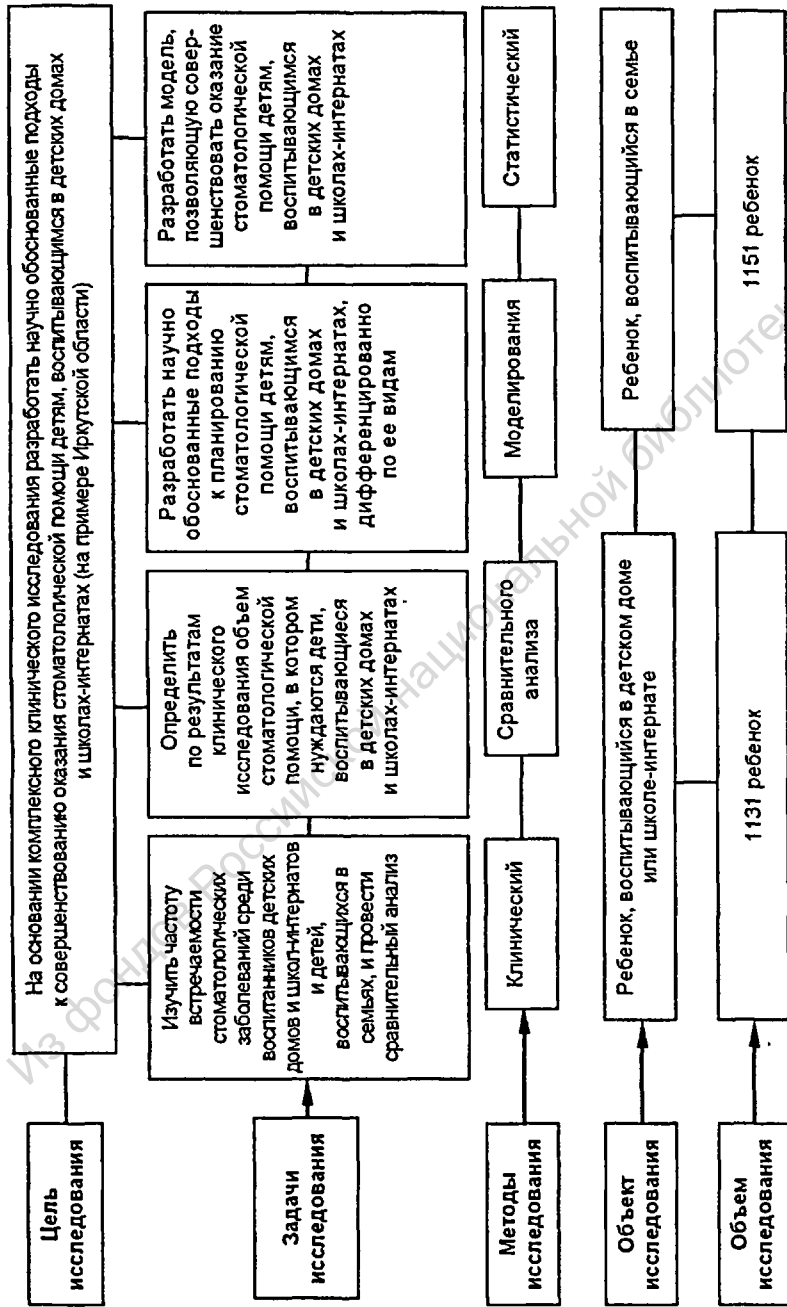 Цель
исследования
На основании комплексного клинического исследования разработать научно обоснованные подходы
к совершенствованию оказания стоматологической помощи детям, воспитывающимся в детских домах
и школах-интернатах (на примере Иркутской области)
Задачи
исследования
Изучить частоту
встречаемости
стоматологических
заболеваний среди
воспитанников детских
домов и школ-интернатов
и детей,
воспитывающихся в
семьях, и провести
сравнительный анализ
Определить
по результатам
клинического
исследования объем
стоматологической
помощи, в котором
нуждаются дети,
воспитывающиеся
в детских домах
и школах-интернатах
Разработать научно
обоснованные подходы
к планированию
стоматологической
помощи детям,
воспитывающимся
в детских домах
и школах-интернатах,
дифференцированно
по ее видам
Разработать модель,
позволяющую совер-
шенствовать оказание
стоматологической
помощи детям,
воспитывающимся
в детских домах
и школах-интернатах
Методы
исследования
Клинический
Сравнительного
анализа
Моделирования
Статистический
Объект
исследования
Ребенок, воспитывающийся в детском доме
или школе-интернате
Ребенок, воспитывающийся в семье
Объем
исследования
1131 ребенок
1151 ребенок
Из фондов Российской национальной библиотек